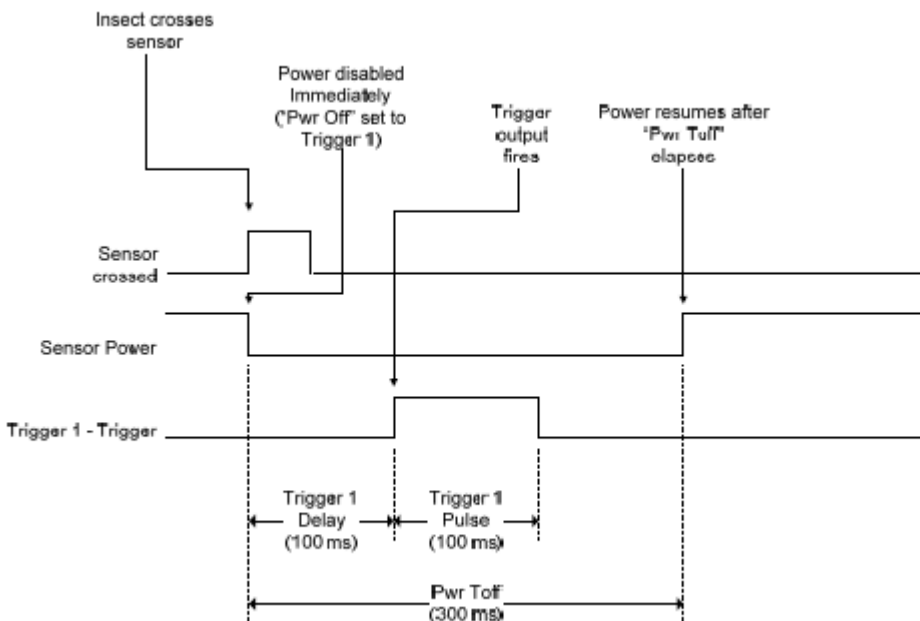 Insect crosses
sensor
Power disabled
Immediately
("Pwr Off" set to
Trigger 1)
Trigger
output
fires
Power resumes after
"Pwr Toff"
elapses
Sensor
crossed
Sensor Power
Trigger 1 - Trigger
Trigger 1
Delay
(100 ms)
Trigger 1
Pulse
(100 ms)
Pwr Toff
(300 ms)